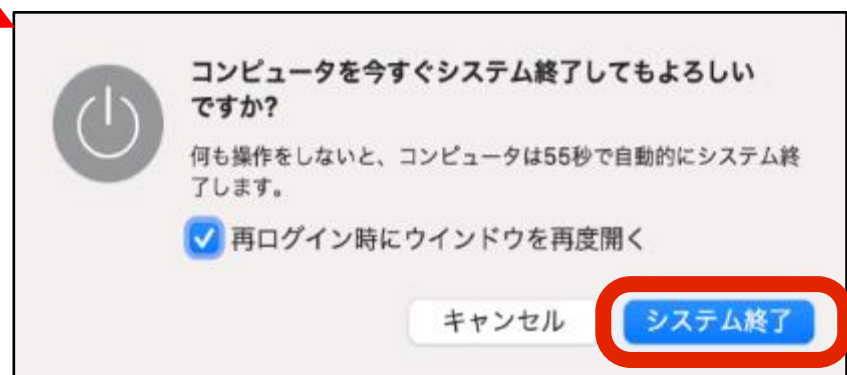 コンピュータを今すぐシステム終了してもよろしい
ですか?
何も操作をしないと、コンピュータは55秒で自動的にシステム終
了します。
再ログイン時にウインドウを再度開く
キャンセル
システム終了